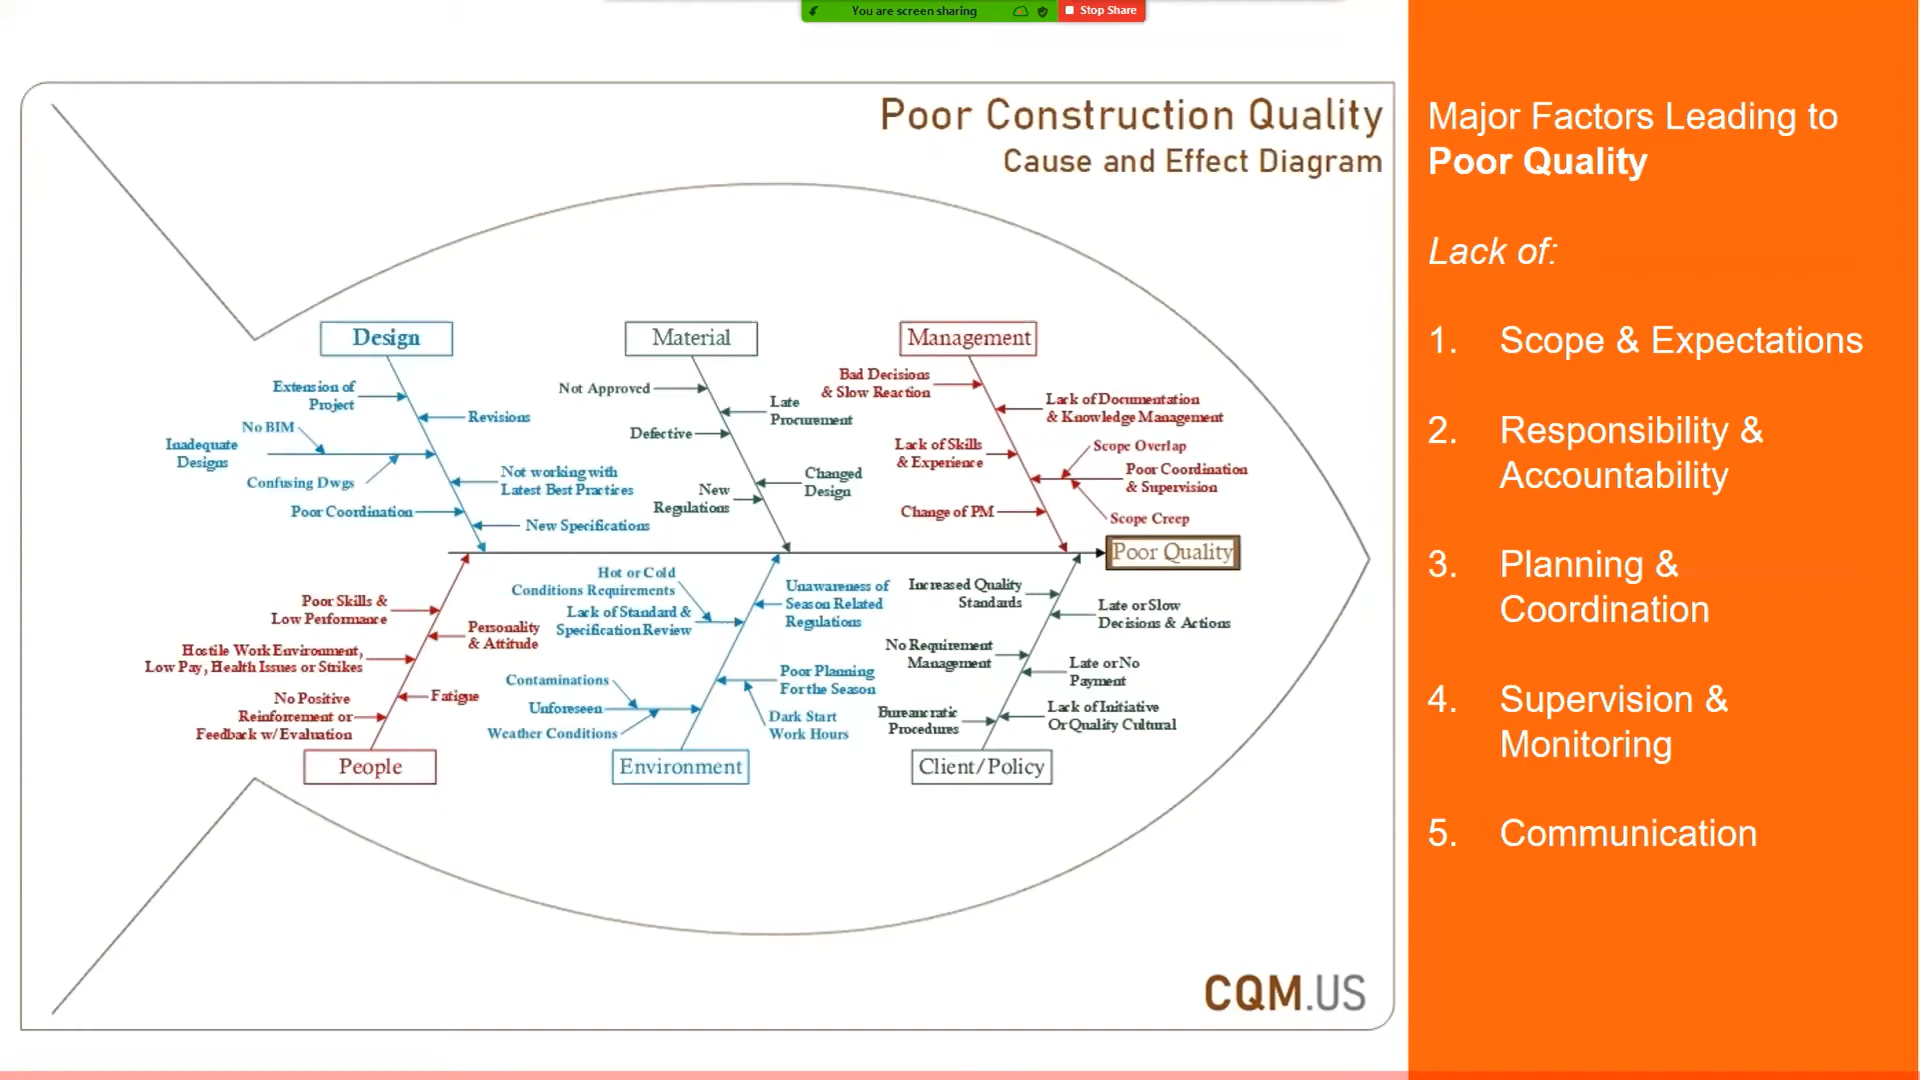 You are screen sharing
Stop Share
Poor Construction Quality
Cause and Effect Diagram
Design
Extension of
Project
Revisions
No BIM
Inadequate
Designs
Confusing Dwgs
Not working with
Latest Best Practices
Poor Coordination
New Specifications
Material
Not Approved
Late
Procurement
Defective
Changed
Design
New
Regulations
Management
Bad Decisions
& Slow Reaction
Lack of Documentation
& Knowledge Management
Lack of Skills
& Experience
Scope Overlap
Poor Coordination
& Supervision
Change of PM
Scope Creep
Poor Quality
Poor Skills &
Low Performance
Personality
& Attitude
Hostile Work Environment,
Low Pay, Health Issues or Strikes
No Positive
Reinforcement or
Feedback w/ Evaluation
Fatigue
People
Hot or Cold
Conditions Requirements
Lack of Standard &
Specification Review
Unawareness of
Season Related
Regulations
Contaminations
Unforeseen
Weather Conditions
Poor Planning
For the Season
Dark Start
Work Hours
Environment
Increased Quality
Standards
Late or Slow
Decisions & Actions
No Requirement
Management
Late or No
Payment
Bureaucratic
Procedures
Lack of Initiative
Or Quality Cultural
Client/Policy
CQM.US
Major Factors Leading to
Poor Quality
Lack of:
1. Scope & Expectations
2. Responsibility &
Accountability
3. Planning &
Coordination
4. Supervision &
Monitoring
5. Communication